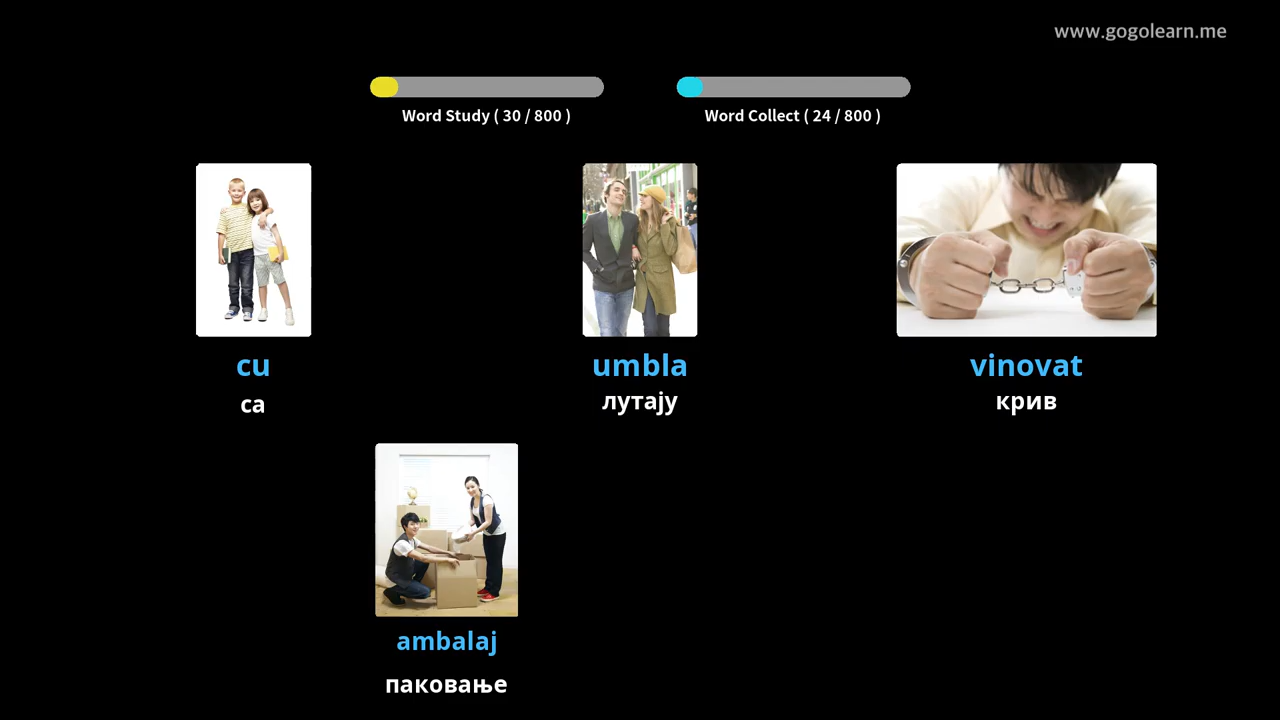 www.gogolearn.me
Word Study ( 30 / 800 )
Word Collect ( 24 / 800 )
cu
са
umbla
лутају
vinovat
крив
ambalaj
паковање